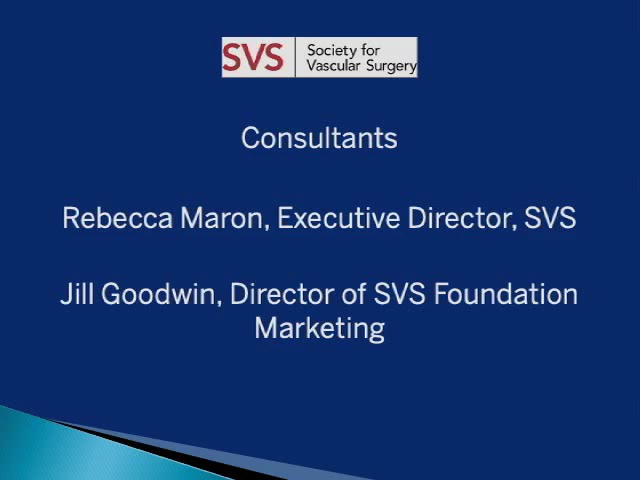 SVS Society for
Vascular Surgery
Consultants
Rebecca Maron, Executive Director, SVS
Jill Goodwin, Director of SVS Foundation
Marketing